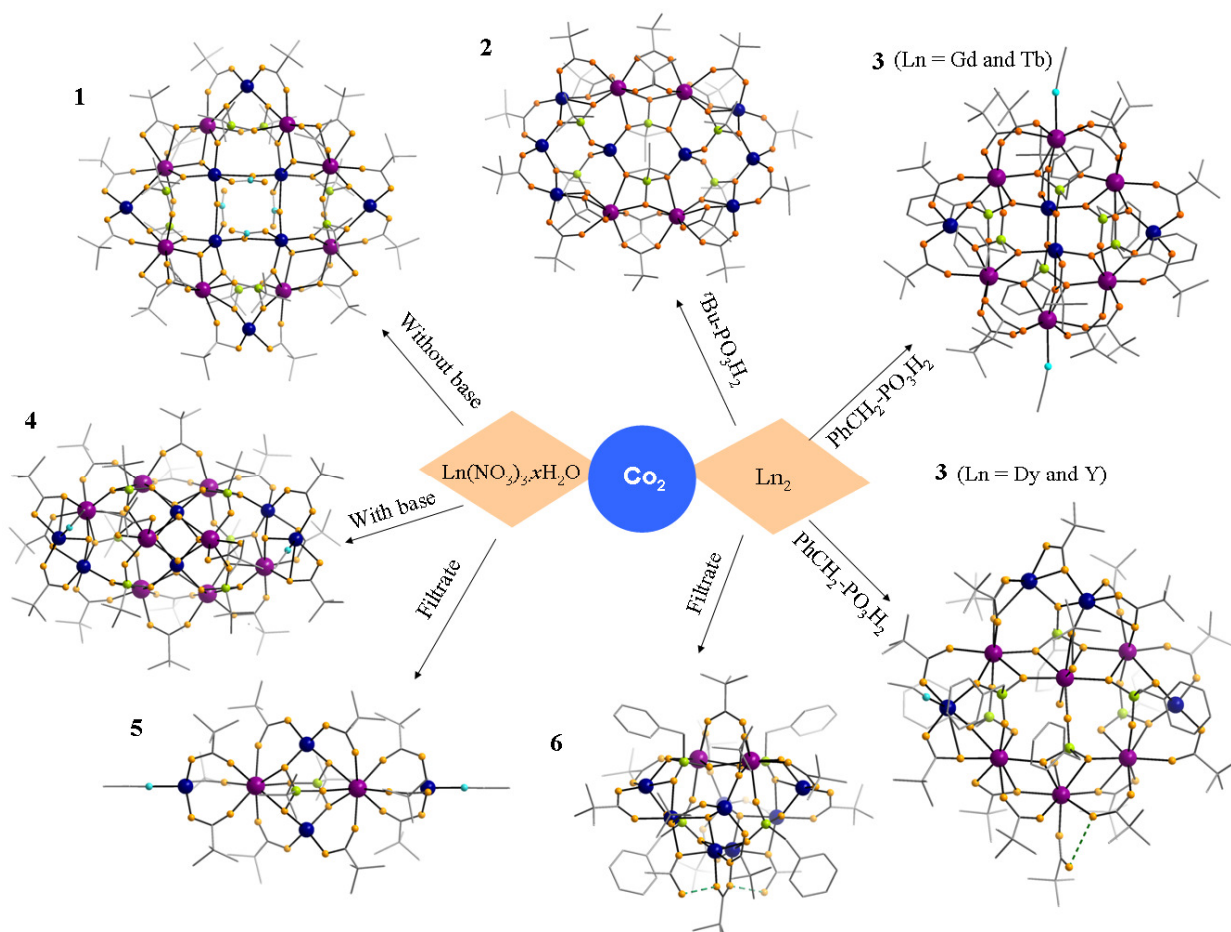 1
2
3 (Ln = Gd and Tb)
Without base
ᵗBu-PO₃H₂
PhCH₂-PO₃H₂
4
Ln(NO₃)₃.xH₂O
Co₂
Ln₂
3 (Ln = Dy and Y)
With base
Filtrate
Filtrate
PhCH₂-PO₃H₂
5
6